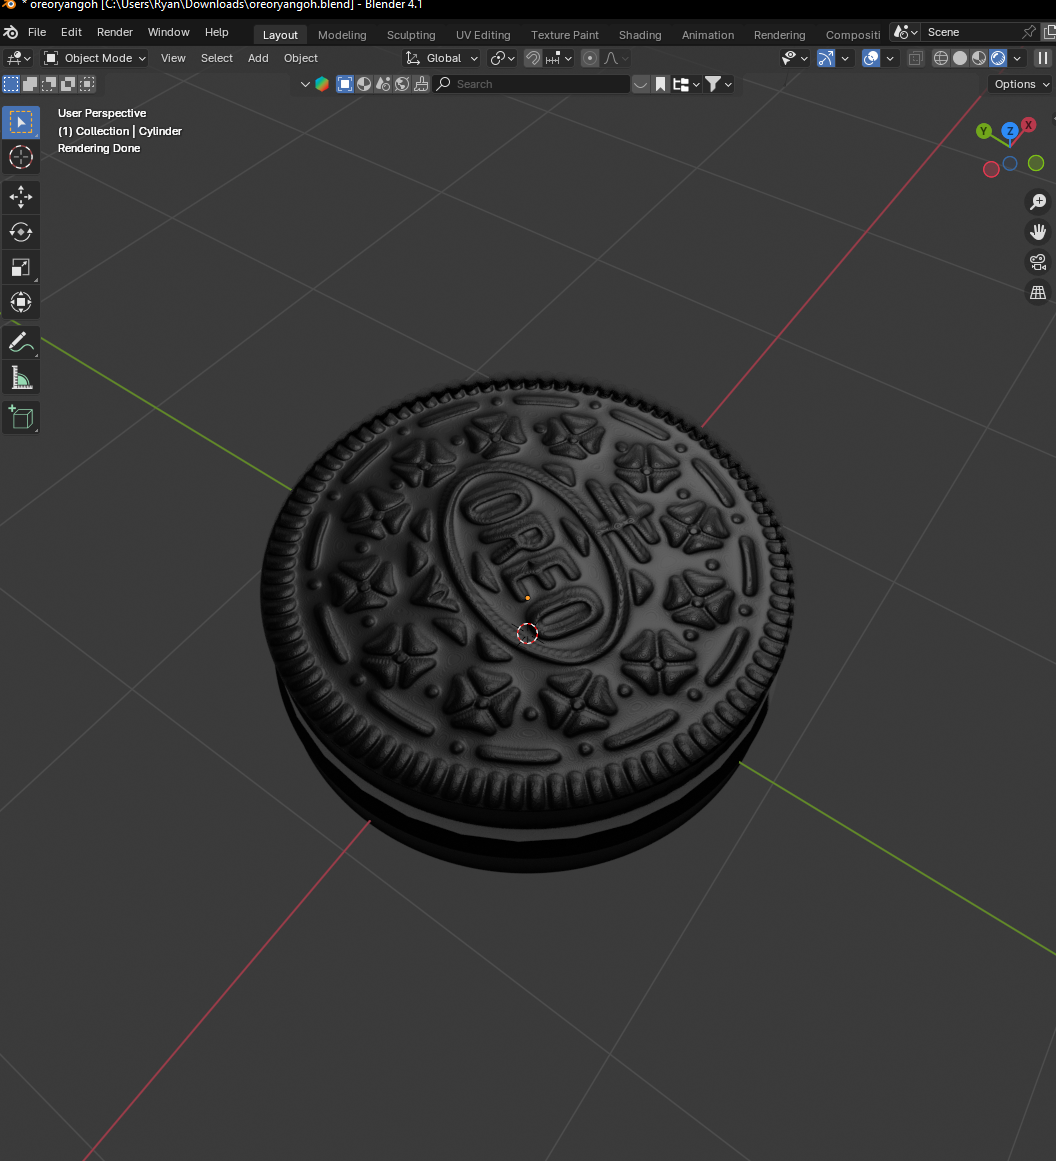 * oreoryangoh [C:\Users\Ryan\Downloads\oreoryangoh.blend] - Blender 4.1
File Edit Render Window Help Layout Modeling Sculpting UV Editing Texture Paint Shading Animation Rendering Compositi Scene
Object Mode View Select Add Object Global
Search Options
User Perspective
(1) Collection | Cylinder
Rendering Done
Y Z X
OREO